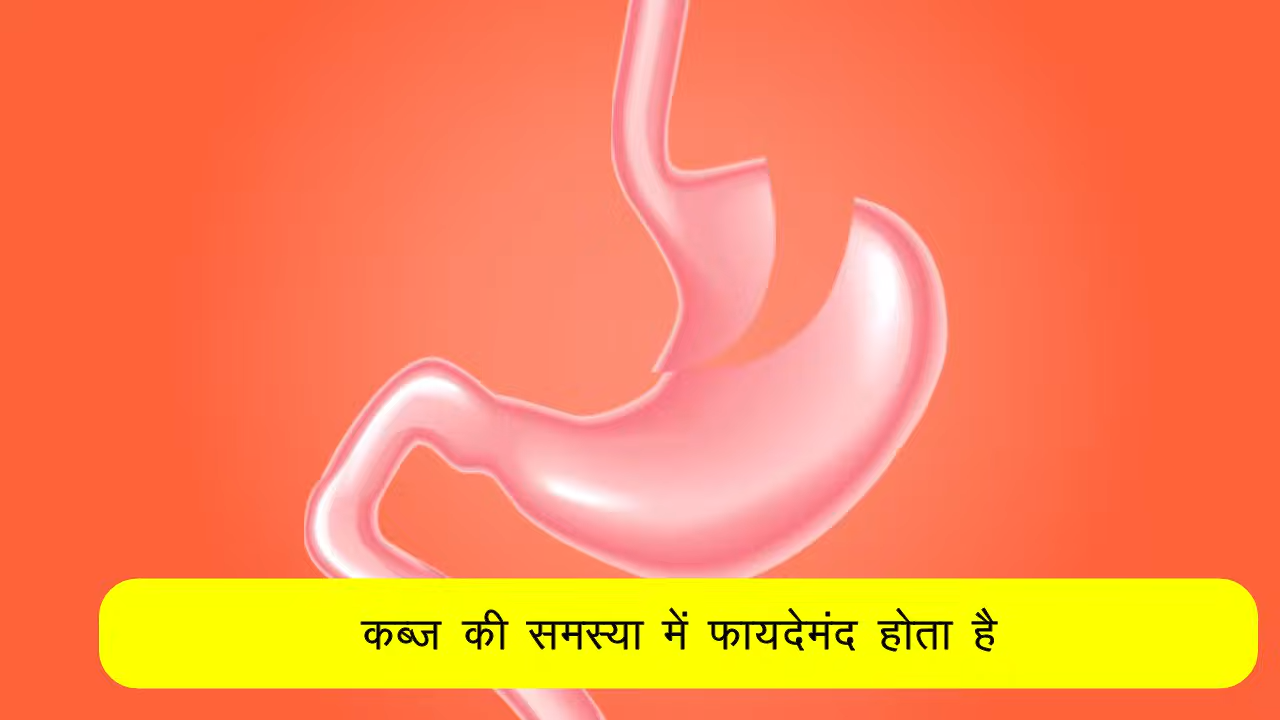 कब्ज की समस्या में फायदेमंद होता है